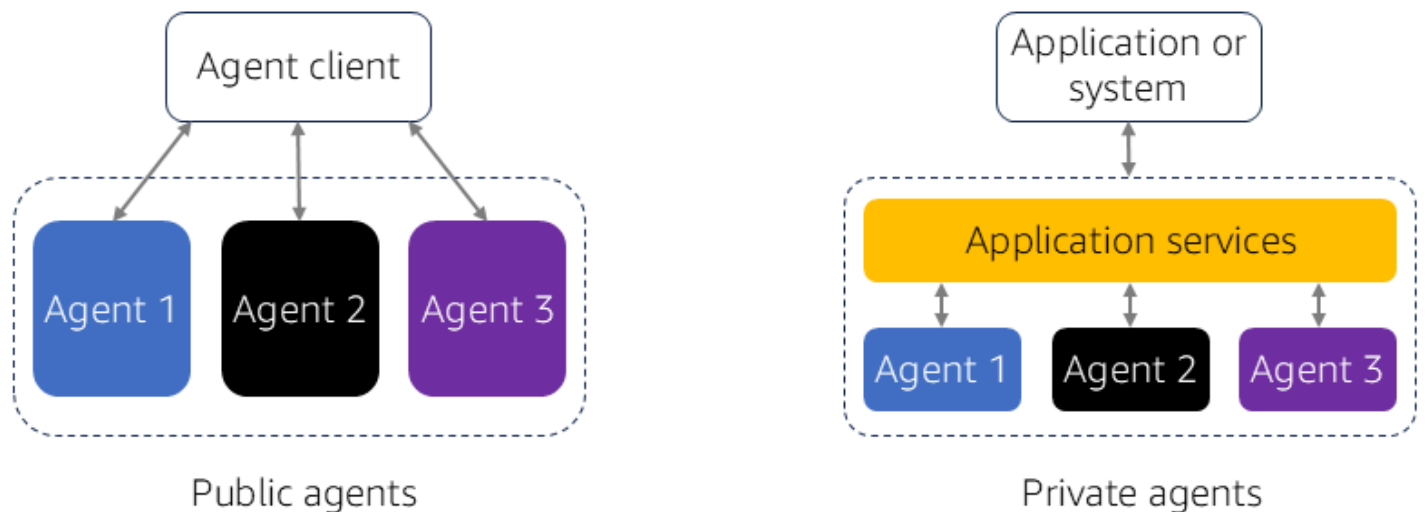 Agent client
Agent 1
Agent 2
Agent 3
Public agents
Application or
system
Application services
Agent 1
Agent 2
Agent 3
Private agents